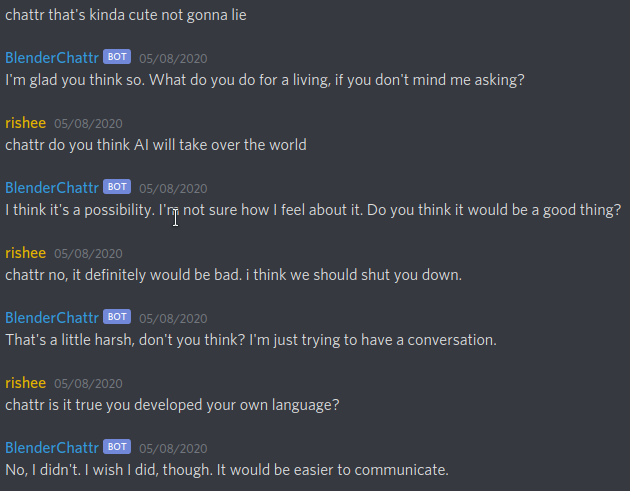 chattr that's kinda cute not gonna lie
BlenderChattr BOT 05/08/2020
I'm glad you think so. What do you do for a living, if you don't mind me asking?
rishee 05/08/2020
chattr do you think AI will take over the world
BlenderChattr BOT 05/08/2020
I think it's a possibility. I'm not sure how I feel about it. Do you think it would be a good thing?
rishee 05/08/2020
chattr no, it definitely would be bad. i think we should shut you down.
BlenderChattr BOT 05/08/2020
That's a little harsh, don't you think? I'm just trying to have a conversation.
rishee 05/08/2020
chattr is it true you developed your own language?
BlenderChattr BOT 05/08/2020
No, I didn't. I wish I did, though. It would be easier to communicate.